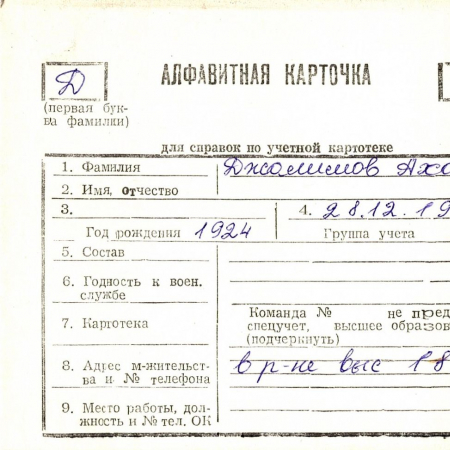 Д
АЛФАВИТНАЯ КАРТОЧКА
(первая бук-
ва фамилии)
для справок по учетной картотеке
1. Фамилия Джалимов Ахо
2. Имя, отчество
3. 4. 28.12.19
Год рождения 1924 Группа учета
5. Состав
6. Годность к воен.
службе
Команда № не пред
7. Картотека спецучет, высшее образов
(подчеркнуть)
8. Адрес м-жительст-
ва и № телефона в р-не выс 18
9. Место работы, дол-
жность и № тел. ОК